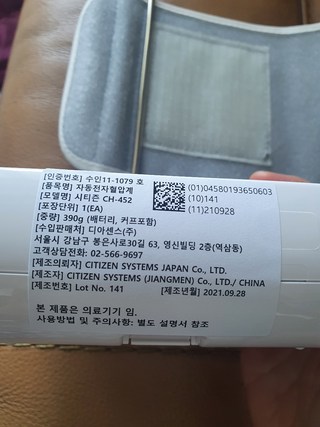 [인증번호] 수인11-1079 호
[품목명] 자동전자혈압계
[모델명] 시티즌 CH-452
[포장단위] 1(EA)
(01)04580193650603
(10)141
(11)210928
[중량] 390g (배터리, 커프포함)
[수입판매처] 디아센스(주)
서울시 강남구 봉은사로30길 63, 영신빌딩 2층(역삼동)
고객상담전화: 02-566-9697
[제조의뢰자] CITIZEN SYSTEMS JAPAN Co., LTD.
[제조자] CITIZEN SYSTEMS (JIANGMEN) Co., LTD./ CHINA
[제조번호] Lot No. 141 [제조년월] 2021.09.28
본 제품은 의료기기 임.
사용방법 및 주의사항: 별도 설명서 참조